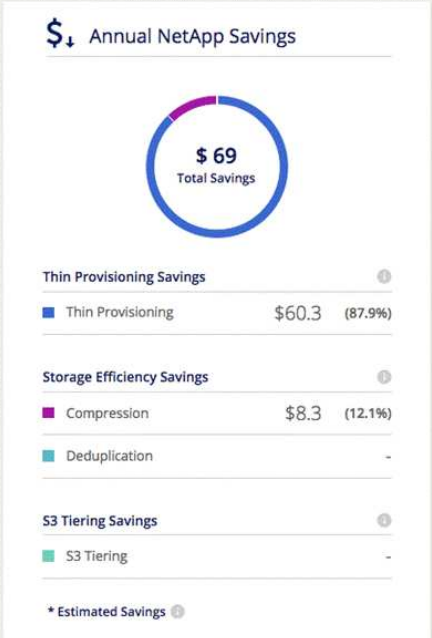 $↓ Annual NetApp Savings
$ 69
Total Savings
Thin Provisioning Savings
Thin Provisioning $60.3 (87.9%)
Storage Efficiency Savings
Compression $8.3 (12.1%)
Deduplication -
S3 Tiering Savings
S3 Tiering -
* Estimated Savings